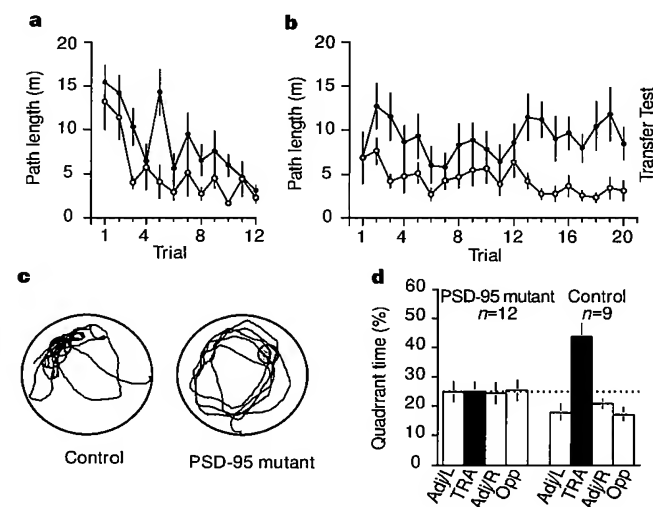 a
20
15
10
5
0
Path length (m)
1
4
8
12
Trial
b
20
15
10
5
0
Path length (m)
1
4
8
12
16
20
Trial
Transfer Test
c
Control
PSD-95 mutant
d
60
50
40
30
20
10
0
Quadrrant time (%)
PSD-95 mutant
n=12
Control
n=9
Adj/L
TRA
Adj/R
Opp
Adj/L
TRA
Adj/R
Opp